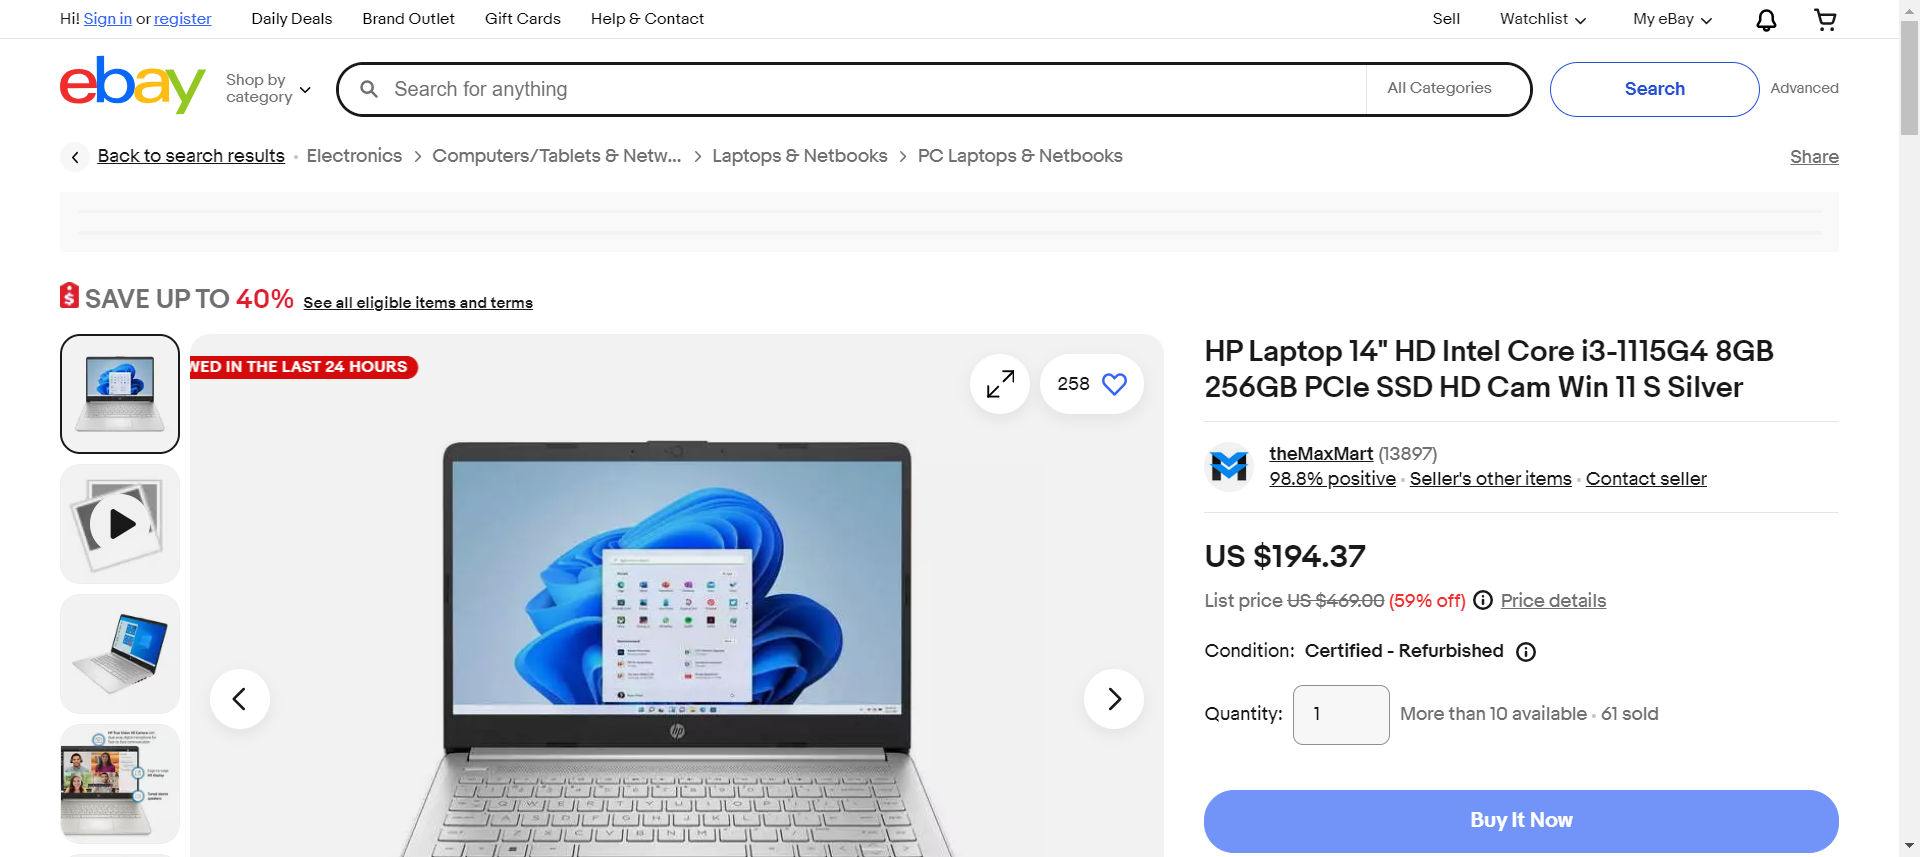 Hi! Sign in or register
Daily Deals
Brand Outlet
Gift Cards
Help & Contact
Sell
Watchlist
My eBay
ebay
Shop by
category
Search for anything
All Categories
Search
Advanced
Back to search results
Electronics
Computers/Tablets & Netw...
Laptops & Netbooks
PC Laptops & Netbooks
Share
SAVE UP TO 40%
See all eligible items and terms
WED IN THE LAST 24 HOURS
258
hp
HP Laptop 14" HD Intel Core i3-1115G4 8GB
256GB PCIe SSD HD Cam Win 11 S Silver
theMaxMart (13897)
98.8% positive · Seller's other items · Contact seller
US $194.37
List price US $469.00 (59% off)
Price details
Condition: Certified - Refurbished
Quantity: 1
More than 10 available · 61 sold
Buy It Now